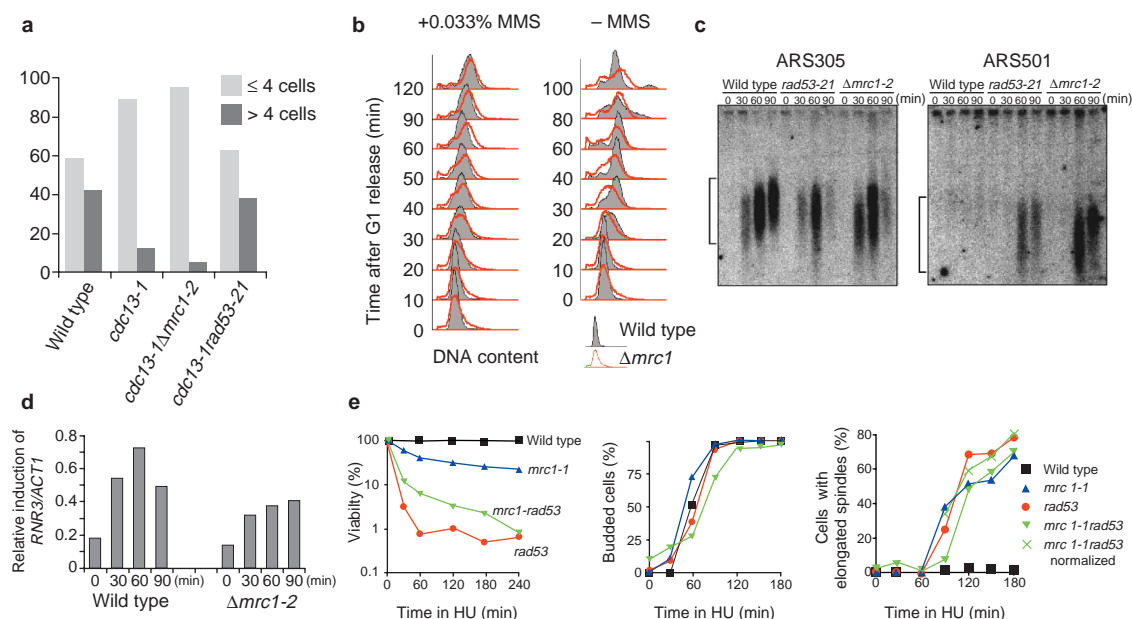 a
100
80
60
40
20
0
≤ 4 cells
> 4 cells
Wild type
cdc13-1
cdc13-1Δmrc1-2
cdc13-1rad53-21
b
+0.033% MMS
– MMS
Time after G1 release (min)
120
90
60
50
40
30
20
10
0
120
80
60
50
40
30
20
10
0
DNA content
Wild type
Δmrc1
c
ARS305
ARS501
Wild type rad53-21 Δmrc1-2
0 30 60 90 0 30 60 90 0 30 60 90 (min)
Wild type rad53-21 Δmrc1-2
0 30 60 90 0 30 60 90 0 30 60 90 (min)
d
Relative induction of
RNR3/ACT1
1.0
0.8
0.6
0.4
0.2
0
0 30 60 90 (min)
Wild type
0 30 60 90 (min)
Δmrc1-2
e
Viability (%)
100
10
1
0.1
Wild type
mrc1-1
mrc1-rad53
rad53
0 60 120 180 240
Time in HU (min)
Budded cells (%)
100
75
50
25
0
0 60 120 180
Time in HU (min)
Cells with
elongated spindles (%)
80
60
40
20
0
0 60 120 180
Time in HU (min)
Wild type
mrc 1-1
rad53
mrc 1-1rad53
mrc 1-1rad53
normalized